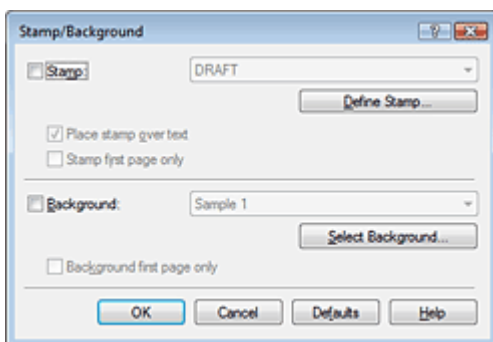 Stamp/Background
Stamp: DRAFT
Define Stamp...
Place stamp over text
Stamp first page only
Background: Sample 1
Select Background...
Background first page only
OK Cancel Defaults Help